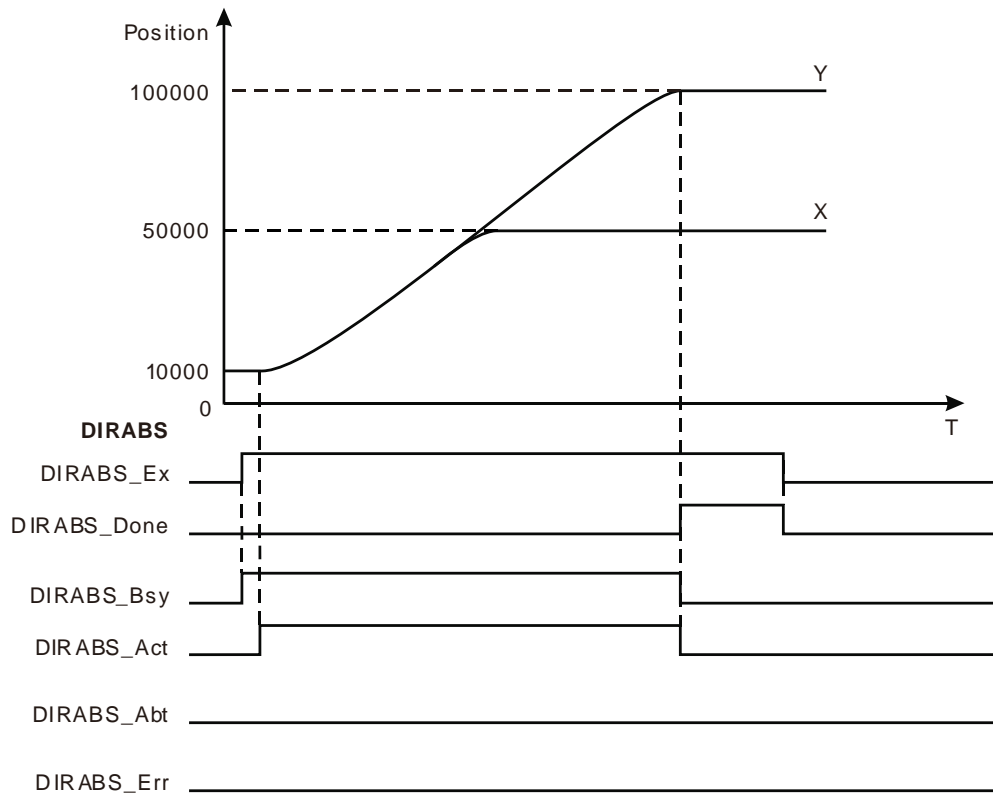 Position
Y
100000
X
50000
10000
0
T
DIRABS
DIRABS_Ex
DIRABS_Done
DIRABS_Bsy
DIRABS_Act
DIRABS_Abt
DIRABS_Err